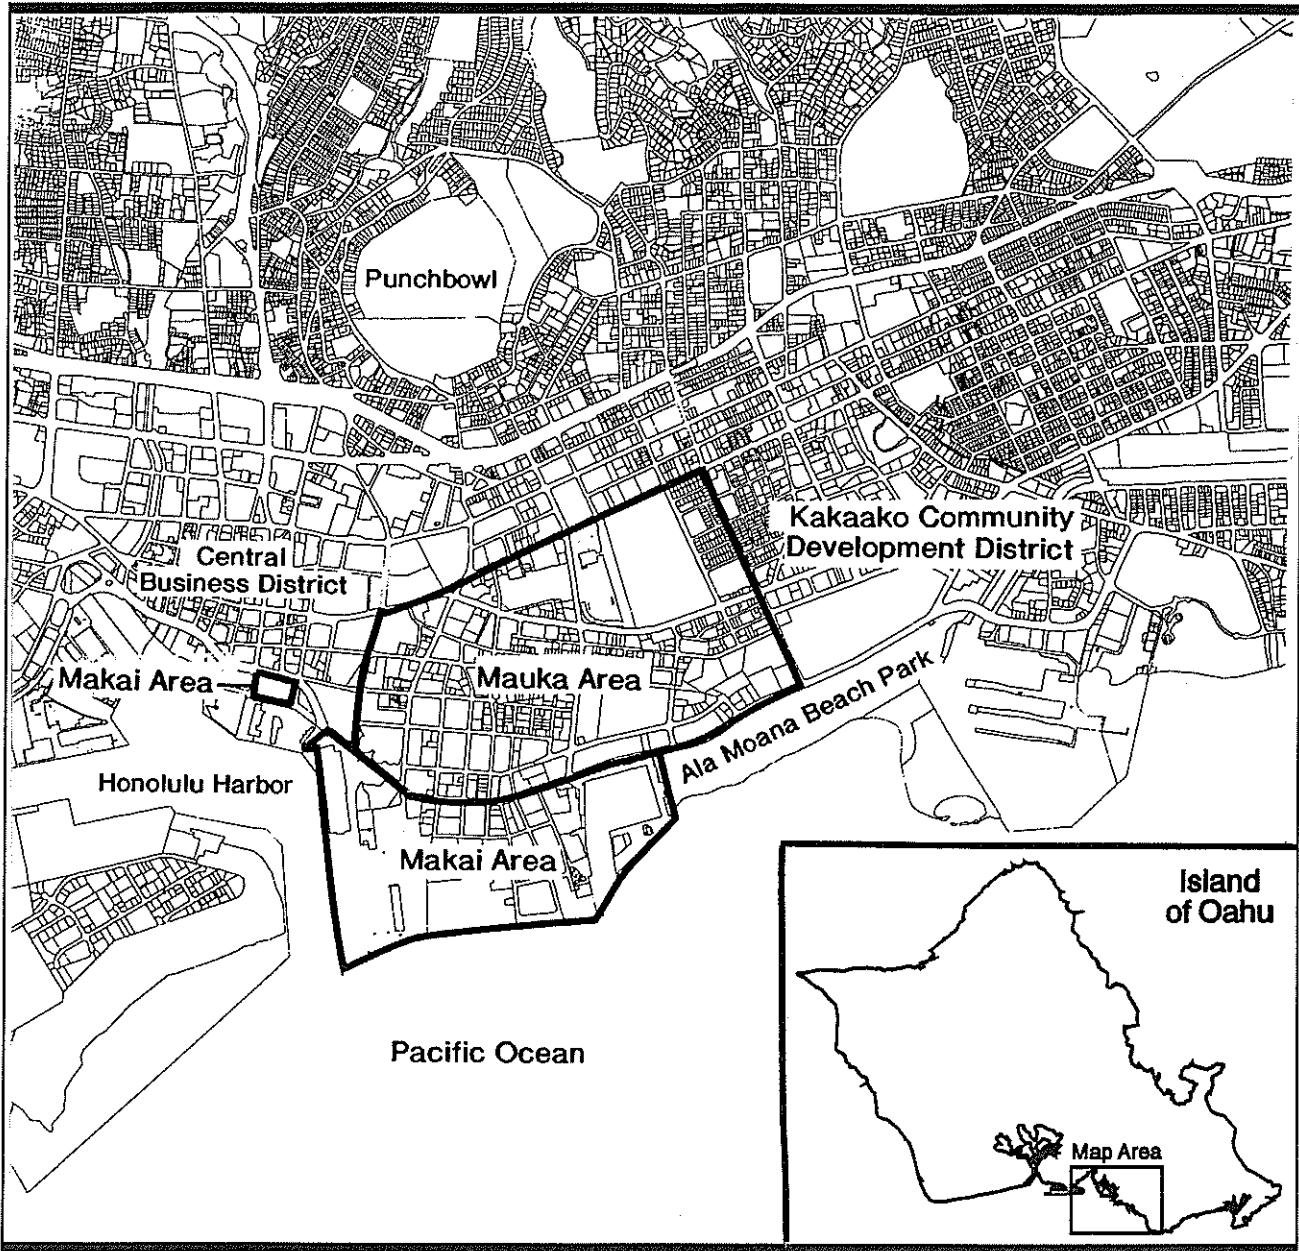 Punchbowl
Kakaako Community
Development District
Central
Business District
Makai Area
Mauka Area
Ala Moana Beach Park
Honolulu Harbor
Makai Area
Pacific Ocean
Island
of Oahu
Map Area